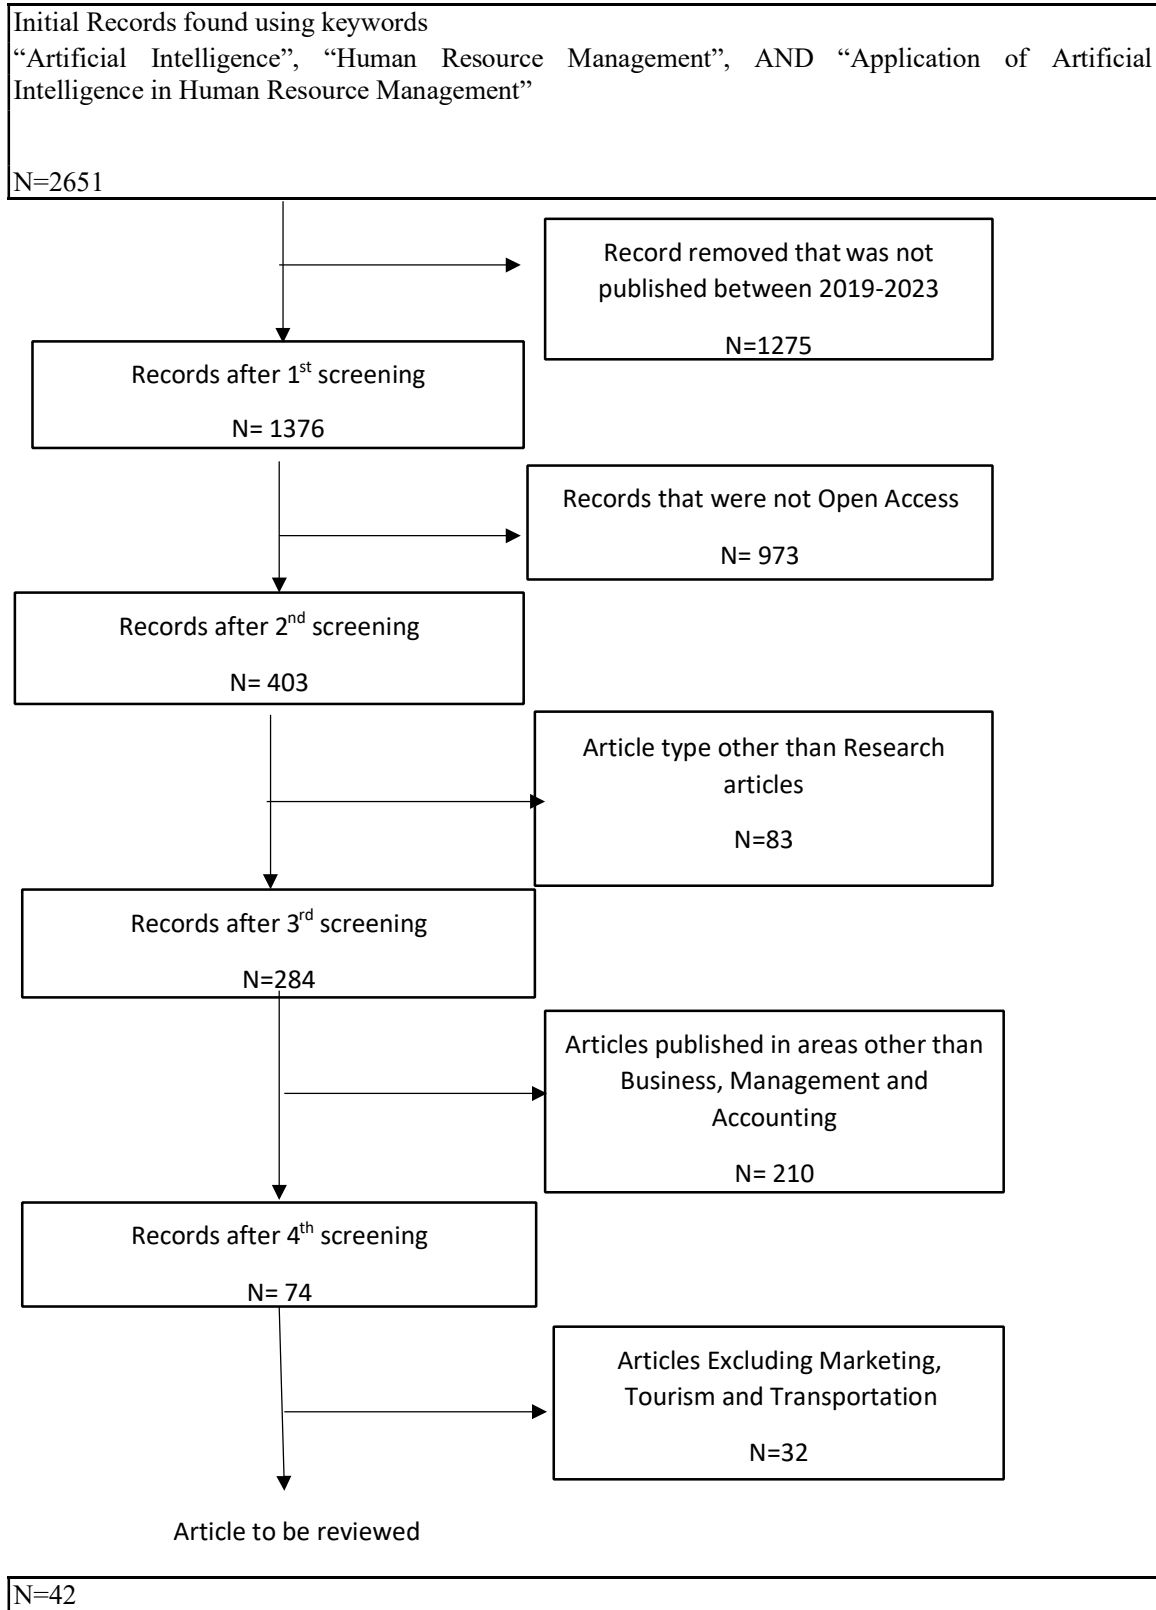 Initial Records found using keywords
“Artificial Intelligence”, “Human Resource Management”, AND “Application of Artificial
Intelligence in Human Resource Management”
N=2651
Record removed that was not
published between 2019-2023
N=1275
Records after 1st screening
N= 1376
Records that were not Open Access
N= 973
Records after 2nd screening
N= 403
Article type other than Research
articles
N=83
Records after 3rd screening
N=284
Articles published in areas other than
Business, Management and
Accounting
N= 210
Records after 4th screening
N= 74
Articles Excluding Marketing,
Tourism and Transportation
N=32
Article to be reviewed
N=42